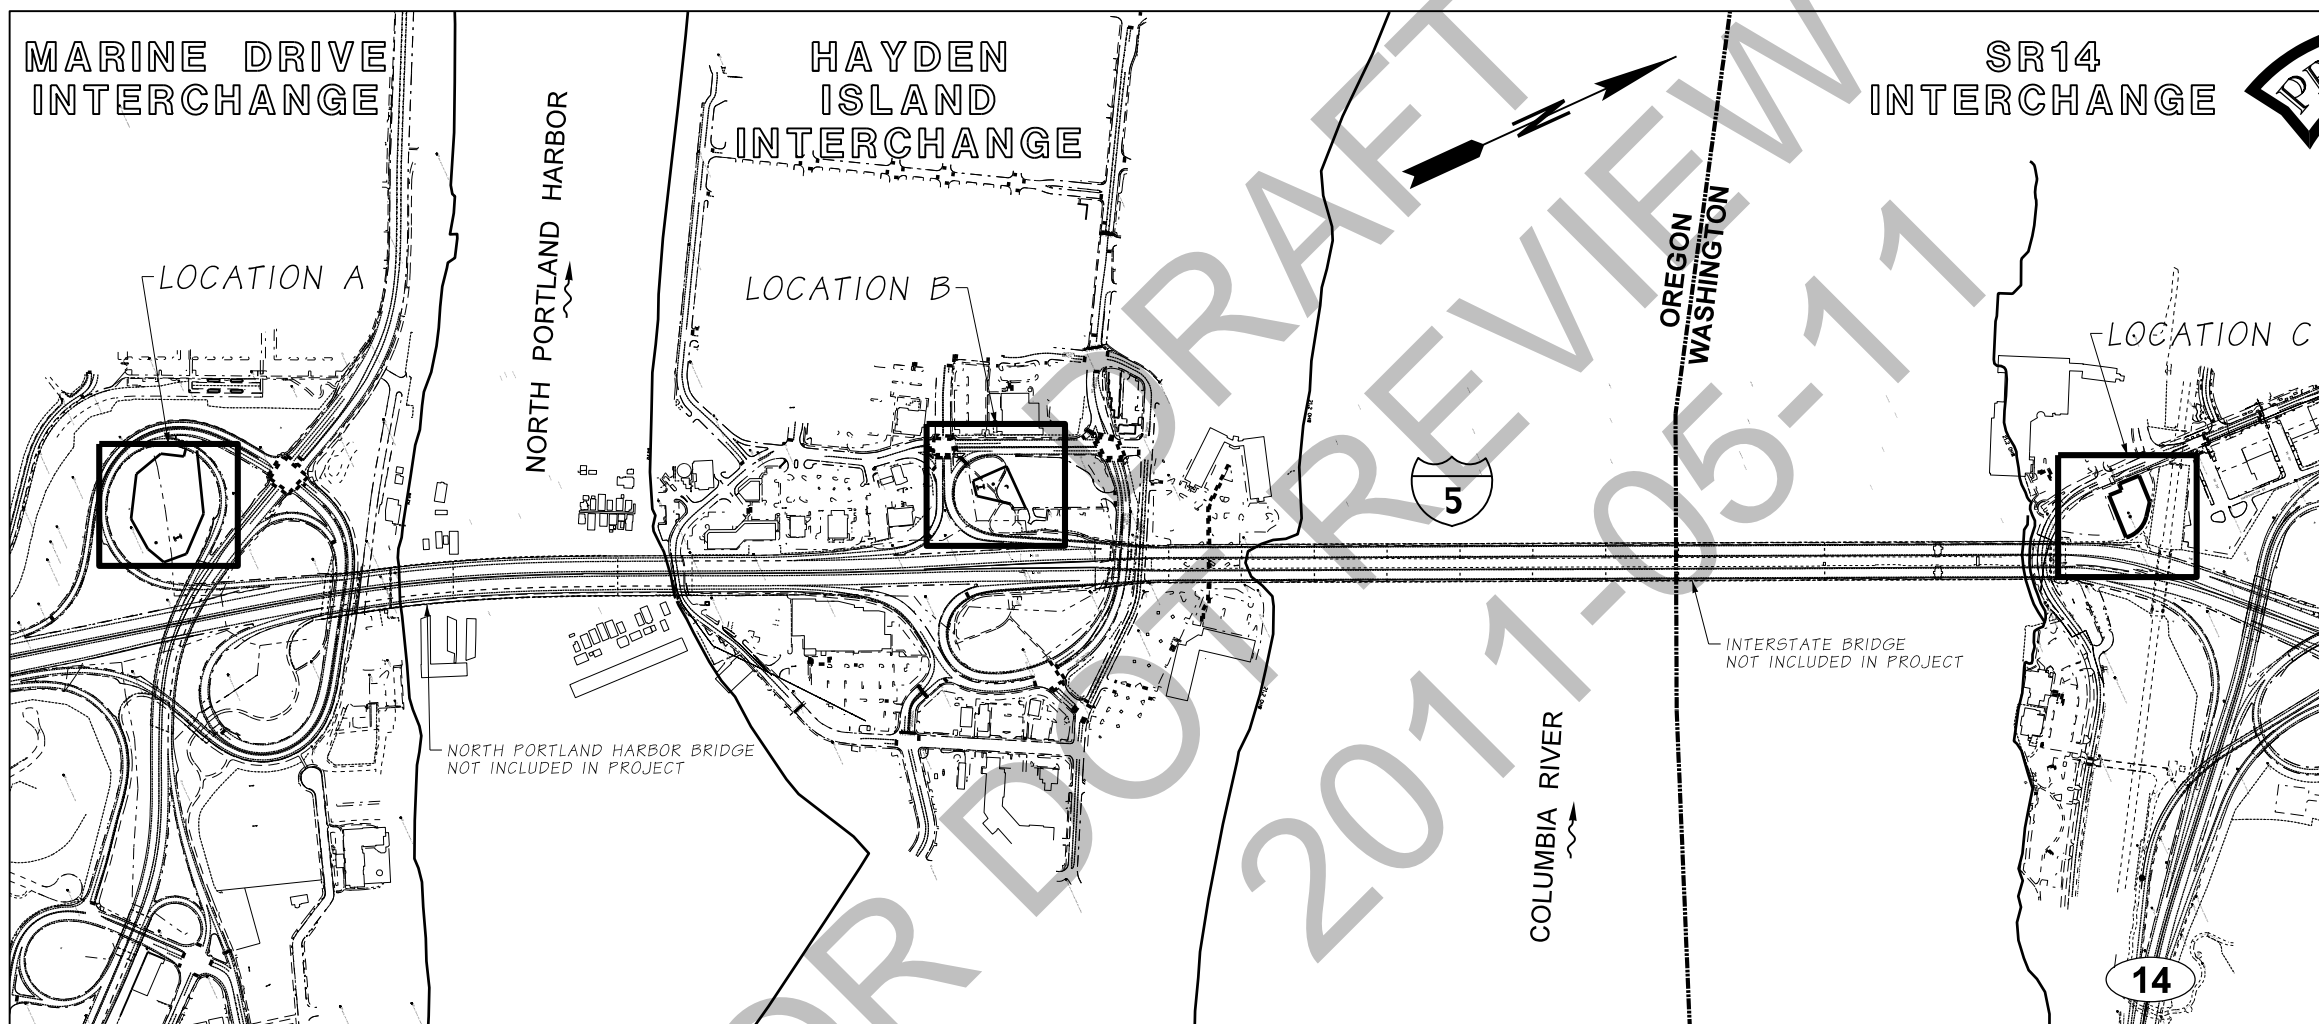 MARINE DRIVE
INTERCHANGE
HAYDEN
ISLAND
INTERCHANGE
SR14
INTERCHANGE
N
LOCATION A
LOCATION B
LOCATION C
NORTH PORTLAND HARBOR
OREGON
WASHINGTON
5
INTERSTATE BRIDGE
NOT INCLUDED IN PROJECT
NORTH PORTLAND HARBOR BRIDGE
NOT INCLUDED IN PROJECT
COLUMBIA RIVER
14
DRAFT
OR DOT REVIEW
2011-05-11